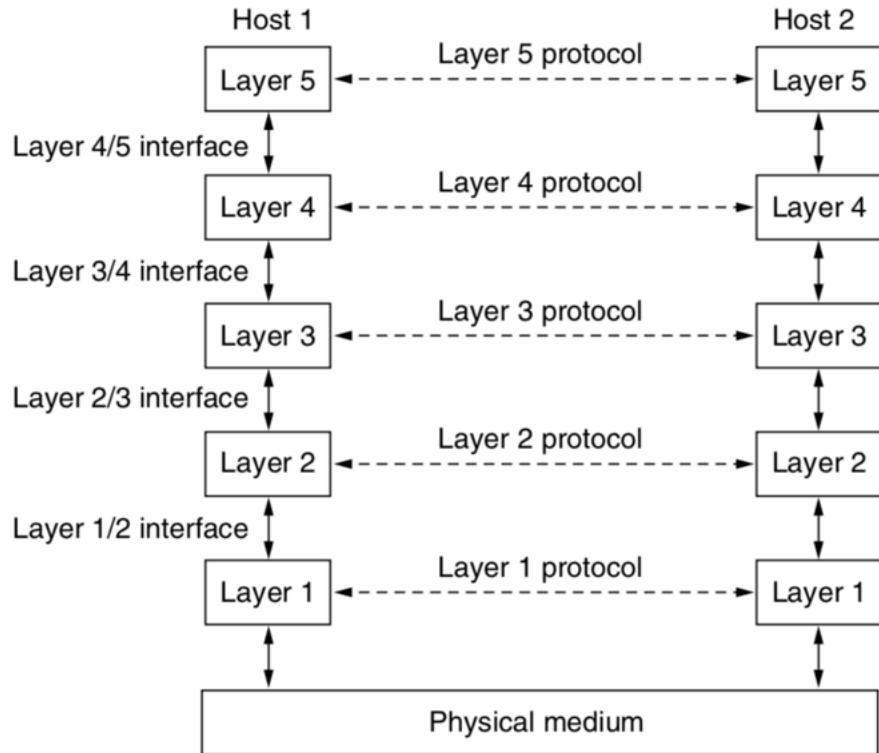 Host 1
Host 2
Layer 5
Layer 5 protocol
Layer 5
Layer 4/5 interface
Layer 4
Layer 4 protocol
Layer 4
Layer 3/4 interface
Layer 3
Layer 3 protocol
Layer 3
Layer 2/3 interface
Layer 2
Layer 2 protocol
Layer 2
Layer 1/2 interface
Layer 1
Layer 1 protocol
Layer 1
Physical medium